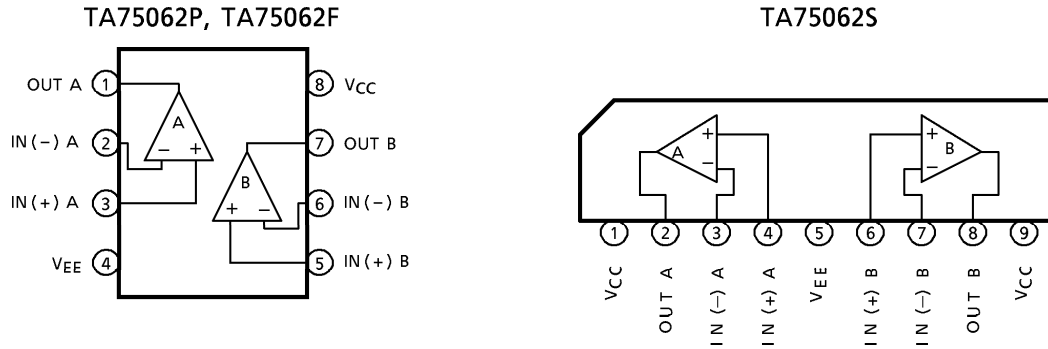 TA75062P, TA75062F
OUT A 1
8 VCC
A
IN (−) A 2
− +
7 OUT B
IN (+) A 3
B
+ −
6 IN (−) B
VEE 4
5 IN (+) B
TA75062S
A + −
+ B −
1 2 3 4 5 6 7 8 9
VCC
OUT A
IN (−) A
IN (+) A
VEE
IN (+) B
IN (−) B
OUT B
VCC